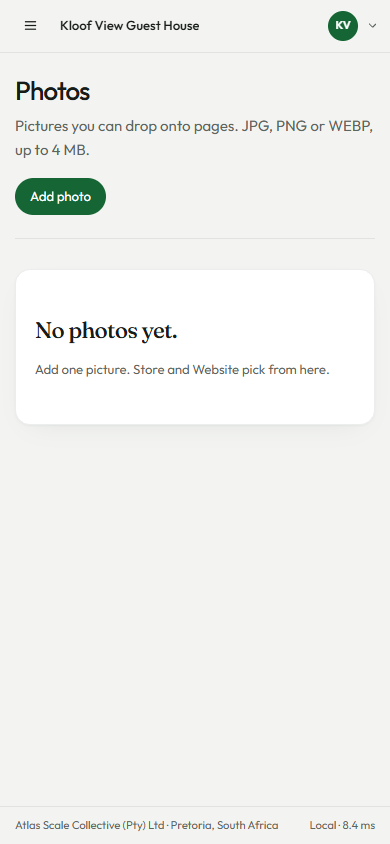 Kloof View Guest House
KV
Photos
Pictures you can drop onto pages. JPG, PNG or WEBP,
up to 4 MB.
Add photo
No photos yet.
Add one picture. Store and Website pick from here.
Atlas Scale Collective (Pty) Ltd · Pretoria, South Africa
Local · 8.4 ms